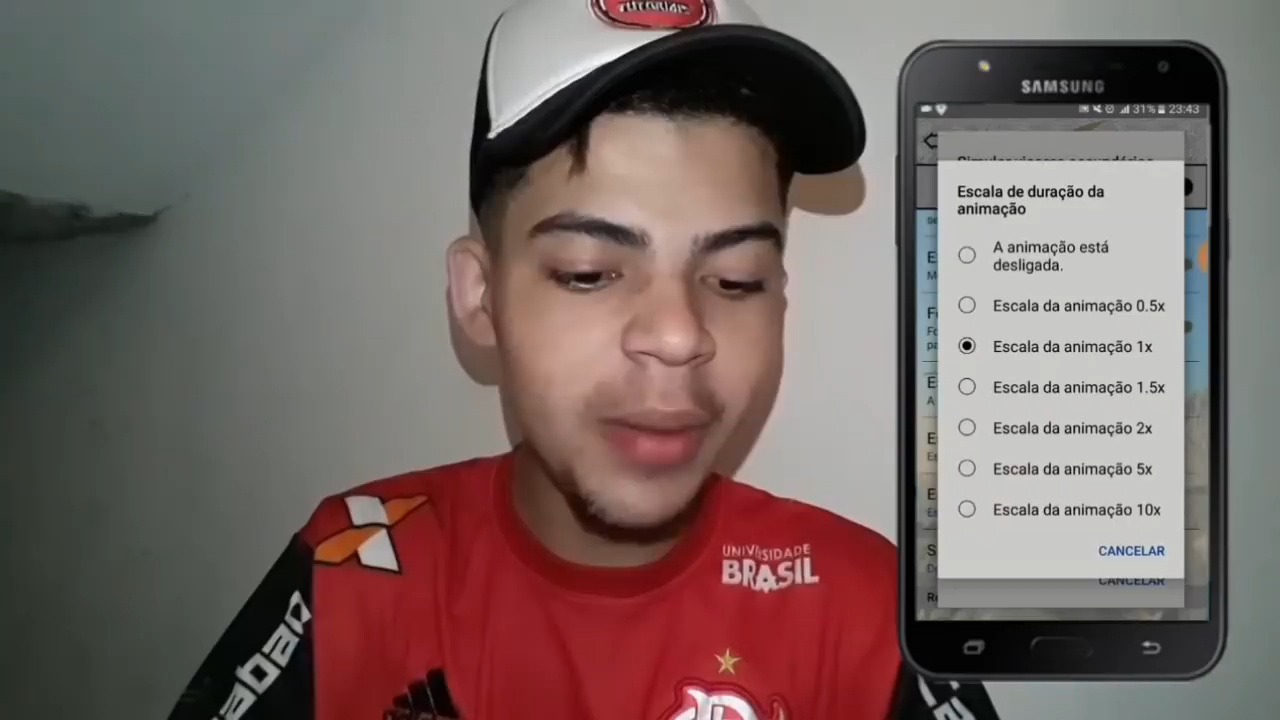 TUTORIAIS
UNIVERSIDADE
BRASIL
SAMSUNG
31% 23:43
Escala de duração da
animação
A animação está
desligada.
Escala da animação 0.5x
Escala da animação 1x
Escala da animação 1.5x
Escala da animação 2x
Escala da animação 5x
Escala da animação 10x
CANCELAR
CANCELAR